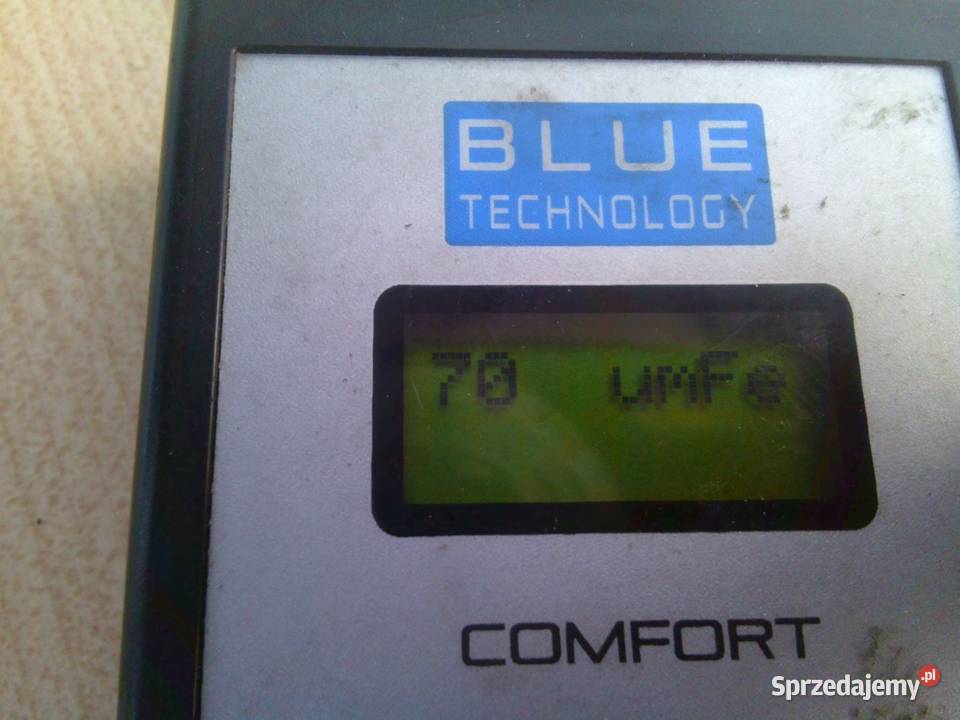 BLUE
TECHNOLOGY
70 umFe
COMFORT
Sprzedajemy.pl